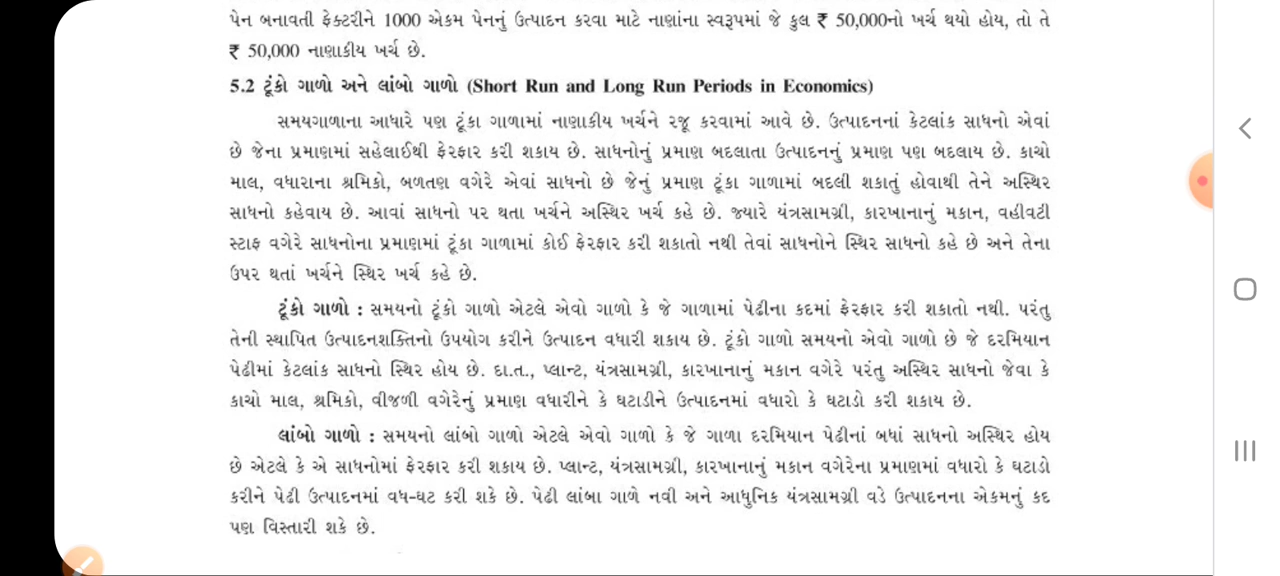 પેન બનાવતી ફેક્ટરીને 1000 એકમ પેનનું ઉત્પાદન કરવા માટે નાણાંના સ્વરૂપમાં જે કુલ ₹ 50,000નો ખર્ચ થયો હોય, તો તે
₹ 50,000 નાણાકીય ખર્ચ છે.
5.2 ટૂંકો ગાળો અને લાંબો ગાળો (Short Run and Long Run Periods in Economics)
સમયગાળાના આધારે પણ ટૂંકા ગાળામાં નાણાકીય ખર્ચને રજૂ કરવામાં આવે છે. ઉત્પાદનનાં કેટલાંક સાધનો એવાં
છે જેના પ્રમાણમાં સહેલાઈથી ફેરફાર કરી શકાય છે. સાધનોનું પ્રમાણ બદલાતા ઉત્પાદનનું પ્રમાણ પણ બદલાય છે. કાચો
માલ, વધારાના શ્રમિકો, બળતણ વગેરે એવાં સાધનો છે જેનું પ્રમાણ ટૂંકા ગાળામાં બદલી શકાતું હોવાથી તેને અસ્થિર
સાધનો કહેવાય છે. આવાં સાધનો પર થતા ખર્ચને અસ્થિર ખર્ચ કહે છે. જ્યારે યંત્રસામગ્રી, કારખાનાનું મકાન, વહીવટી
સ્ટાફ વગેરે સાધનોના પ્રમાણમાં ટૂંકા ગાળામાં કોઈ ફેરફાર કરી શકાતો નથી તેવાં સાધનોને સ્થિર સાધનો કહે છે અને તેના
ઉપર થતાં ખર્ચને સ્થિર ખર્ચ કહે છે.
ટૂંકો ગાળો : સમયનો ટૂંકો ગાળો એટલે એવો ગાળો કે જે ગાળામાં પેઢીના કદમાં ફેરફાર કરી શકાતો નથી. પરંતુ
તેની સ્થાપિત ઉત્પાદનશક્તિનો ઉપયોગ કરીને ઉત્પાદન વધારી શકાય છે. ટૂંકો ગાળો સમયનો એવો ગાળો છે જે દરમિયાન
પેઢીમાં કેટલાંક સાધનો સ્થિર હોય છે. દા.ત., પ્લાન્ટ, યંત્રસામગ્રી, કારખાનાનું મકાન વગેરે પરંતુ અસ્થિર સાધનો જેવા કે
કાચો માલ, શ્રમિકો, વીજળી વગેરેનું પ્રમાણ વધારીને કે ઘટાડીને ઉત્પાદનમાં વધારો કે ઘટાડો કરી શકાય છે.
લાંબો ગાળો : સમયનો લાંબો ગાળો એટલે એવો ગાળો કે જે ગાળા દરમિયાન પેઢીનાં બધાં સાધનો અસ્થિર હોય
છે એટલે કે એ સાધનોમાં ફેરફાર કરી શકાય છે. પ્લાન્ટ, યંત્રસામગ્રી, કારખાનાનું મકાન વગેરેના પ્રમાણમાં વધારો કે ઘટાડો
કરીને પેઢી ઉત્પાદનમાં વધ-ઘટ કરી શકે છે. પેઢી લાંબા ગાળે નવી અને આધુનિક યંત્રસામગ્રી વડે ઉત્પાદનના એકમનું કદ
પણ વિસ્તારી શકે છે.